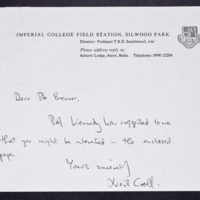 IMPERIAL COLLEGE FIELD STATION, SILWOOD PARK
Director: Professor T.R.E. Southwood,
Please address reply to:
Ashurst Lodge, Ascot, Berks. Telephone: 0990 22204
Dear Dr Brenner,
Prof. Kennedy has suggested to me
that you might be interested in the enclosed
paper.
Yours sincerely
Neil Croll.